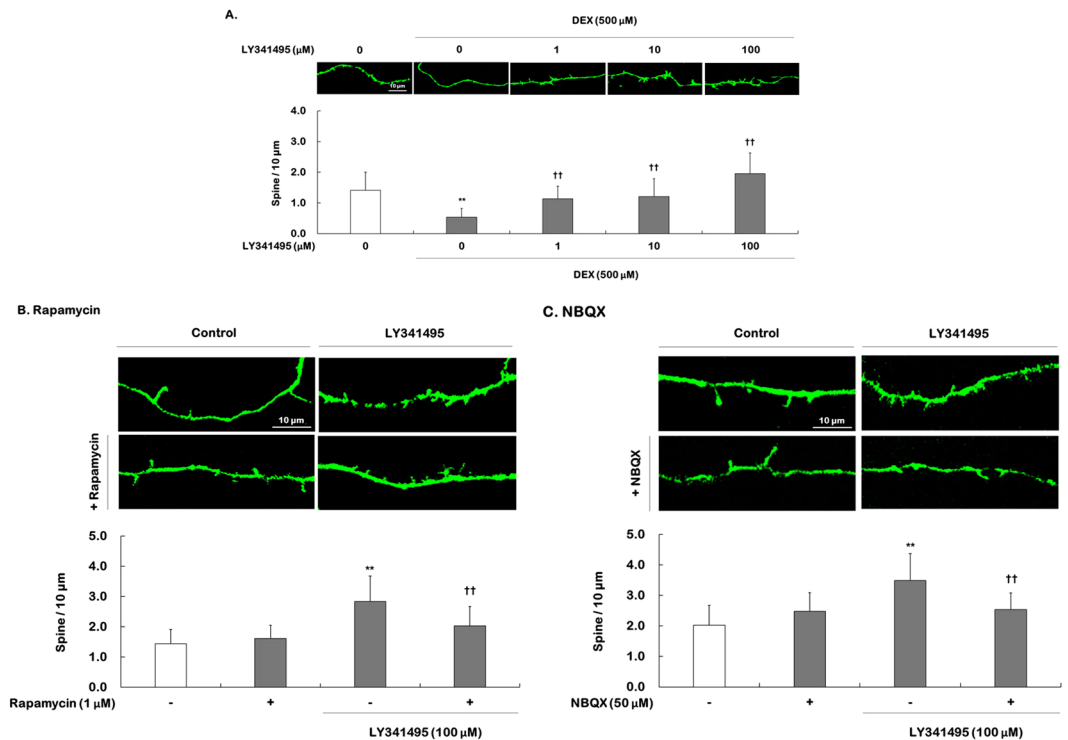 A.
DEX (500 µM)
LY341495 (µM) 0 0 1 10 100
10 µm
4.0
3.0
2.0
1.0
0.0
Spine / 10 µm
** †† †† ††
LY341495 (µM) 0 0 1 10 100
DEX (500 µM)
B. Rapamycin
Control LY341495
10 µm
+ Rapamycin
5.0
4.0
3.0
2.0
1.0
0.0
Spine / 10 µm
** ††
Rapamycin (1 µM) - + - +
LY341495 (100 µM)
C. NBQX
Control LY341495
10 µm
+ NBQX
5.0
4.0
3.0
2.0
1.0
0.0
Spine / 10 µm
** ††
NBQX (50 µM) - + - +
LY341495 (100 µM)